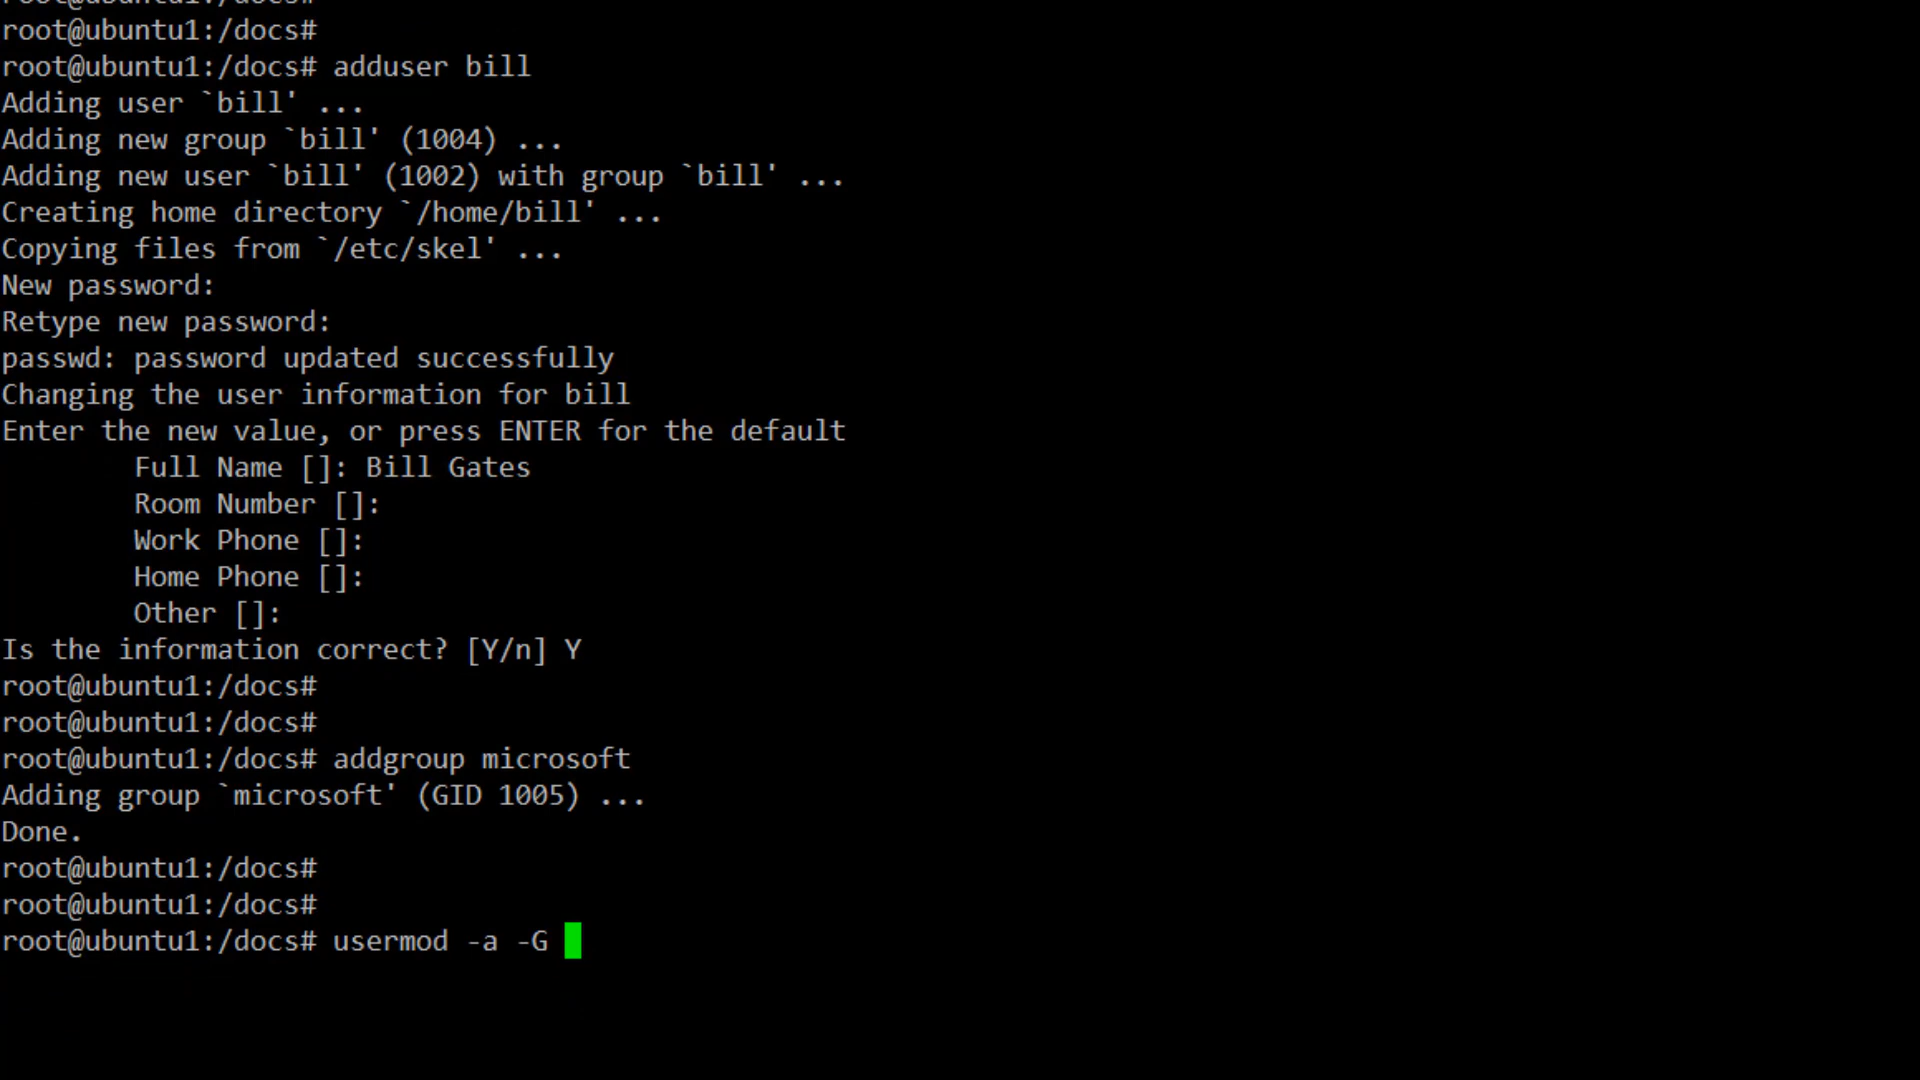 root@ubuntu1:/docs#
root@ubuntu1:/docs#
root@ubuntu1:/docs# adduser bill
Adding user `bill' ...
Adding new group `bill' (1004) ...
Adding new user `bill' (1002) with group `bill' ...
Creating home directory `/home/bill' ...
Copying files from `/etc/skel' ...
New password:
Retype new password:
passwd: password updated successfully
Changing the user information for bill
Enter the new value, or press ENTER for the default
        Full Name []: Bill Gates
        Room Number []:
        Work Phone []:
        Home Phone []:
        Other []:
Is the information correct? [Y/n] Y
root@ubuntu1:/docs#
root@ubuntu1:/docs#
root@ubuntu1:/docs# addgroup microsoft
Adding group `microsoft' (GID 1005) ...
Done.
root@ubuntu1:/docs#
root@ubuntu1:/docs#
root@ubuntu1:/docs# usermod -a -G